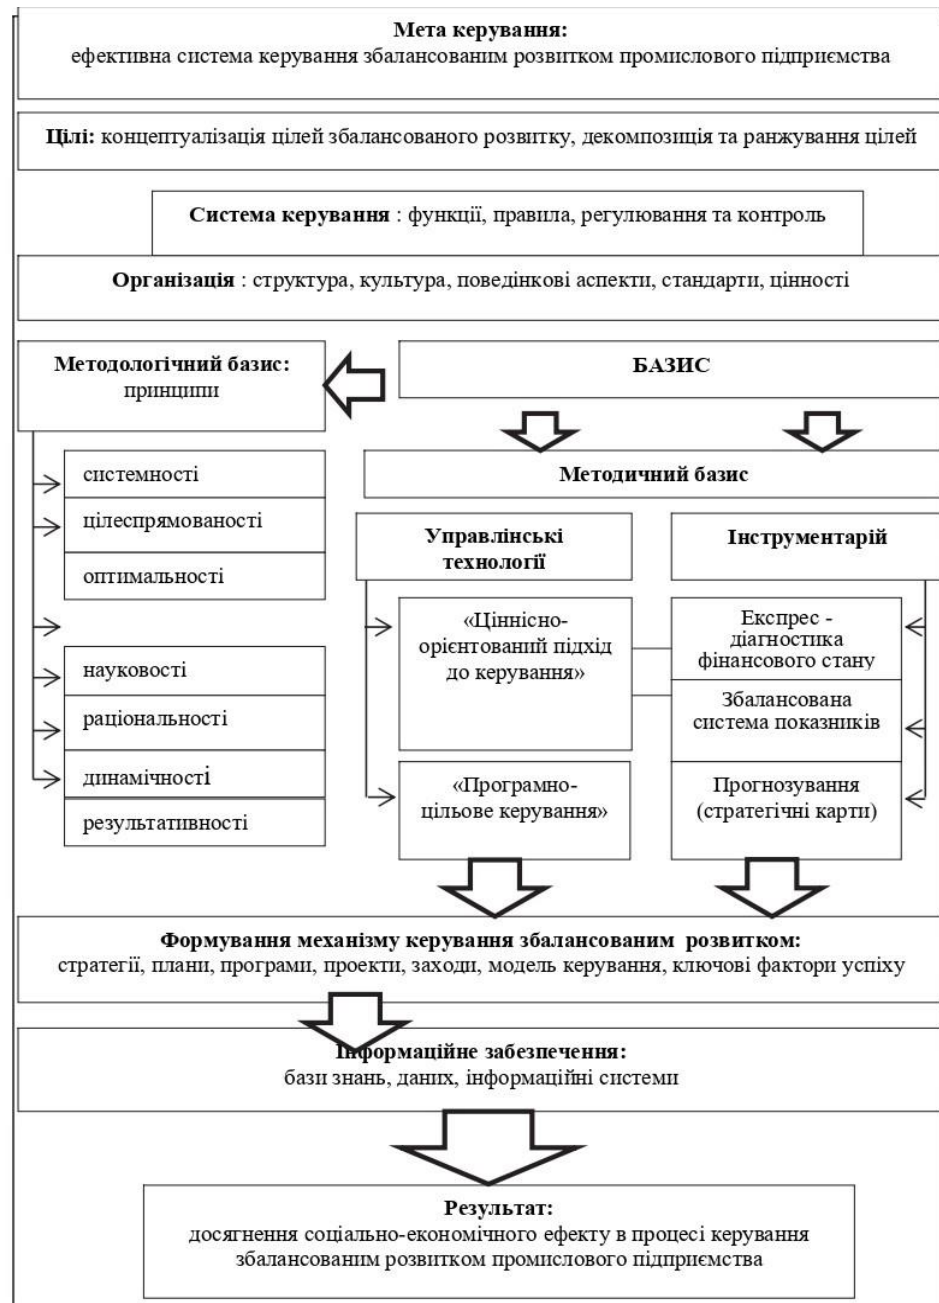 Мета керування:
ефективна система керування збалансованим розвитком промислового підприємства
Цілі: концептуалізація цілей збалансованого розвитку, декомпозиція та ранжування цілей
Система керування : функції, правила, регулювання та контроль
Організація : структура, культура, поведінкові аспекти, стандарти, цінності
Методологічний базис:
принципи
БАЗИС
Методичний базис
системності
цілеспрямованості
оптимальності
науковості
раціональності
динамічності
результативності
Управлінські
технології
«Ціннісно-
орієнтований підхід
до керування»
«Програмно-
цільове керування»
Інструментарій
Експрес -
діагностика
фінансового стану
Збалансована
система показників
Прогнозування
(стратегічні карти)
Формування механізму керування збалансованим розвитком:
стратегії, плани, програми, проекти, заходи, модель керування, ключові фактори успіху
Інформаційне забезпечення:
бази знань, даних, інформаційні системи
Результат:
досягнення соціально-економічного ефекту в процесі керування
збалансованим розвитком промислового підприємства